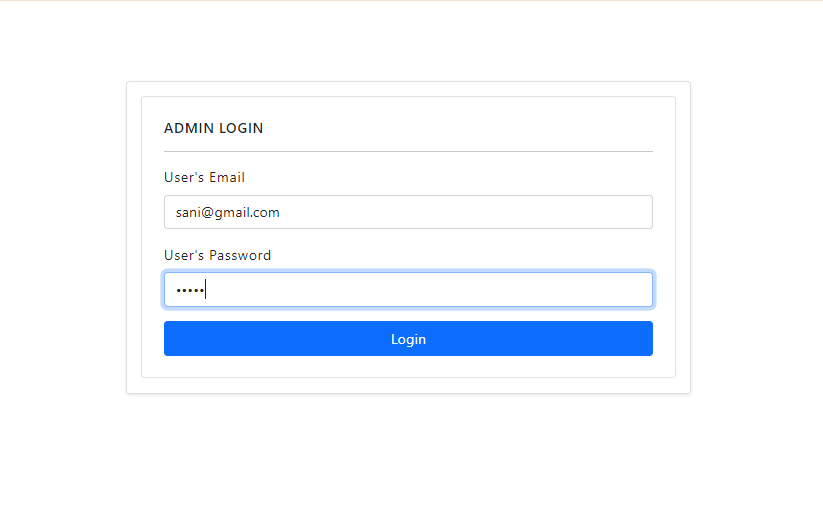 ADMIN LOGIN
User's Email
sani@gmail.com
User's Password
•••••
Login